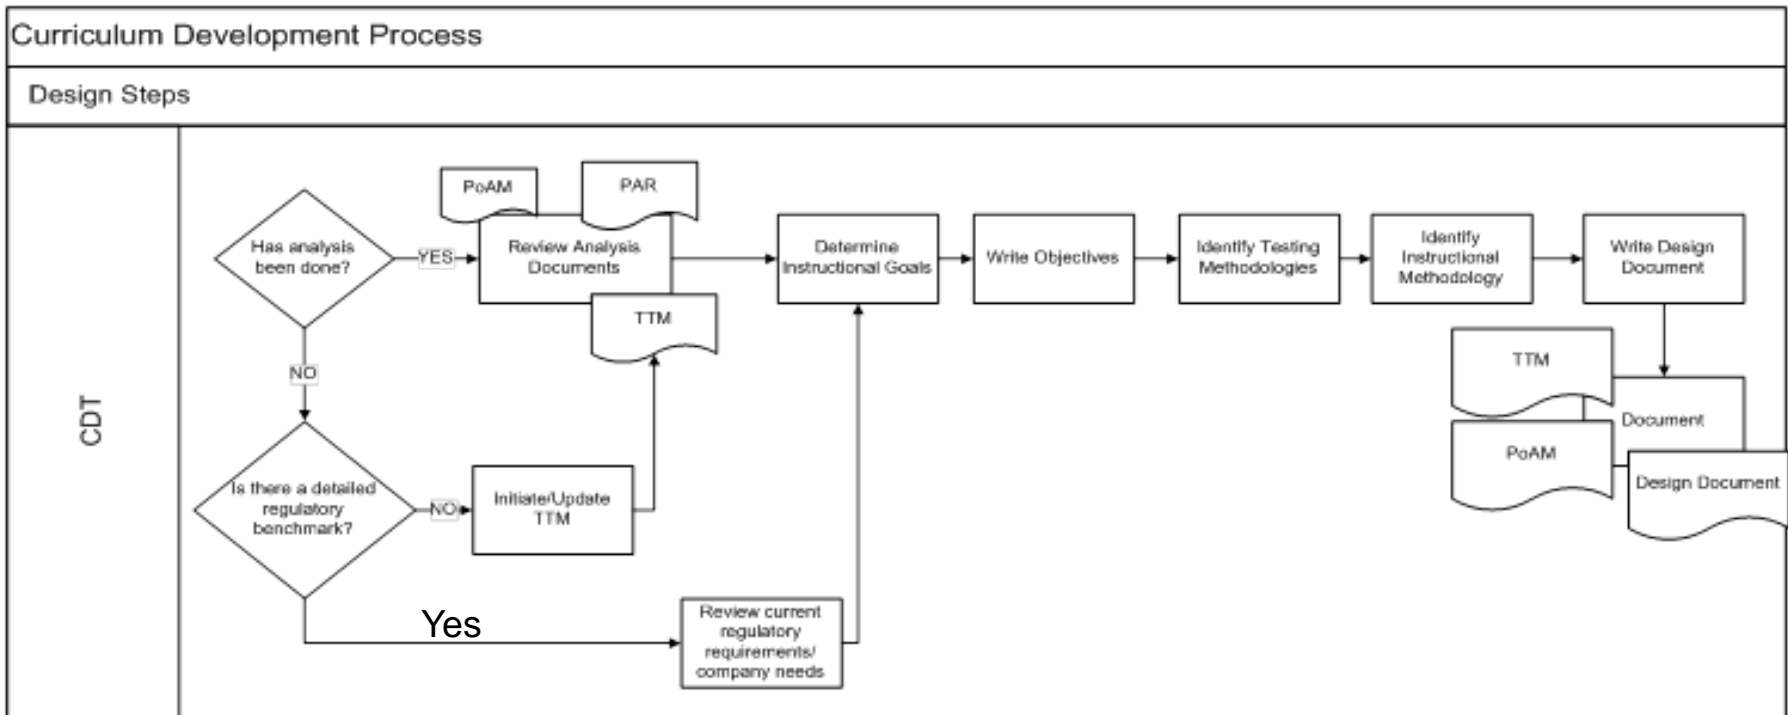 Curriculum Development Process
Design Steps
CDT
Has analysis
been done?
YES
PoAM
PAR
Review Analysis
Documents
TTM
Determine
Instructional Goals
Write Objectives
Identify Testing
Methodologies
Identify
Instructional
Methodology
Write Design
Document
NO
TTM
Document
PoAM
Design Document
Is there a detailed
regulatory
benchmark?
NO
Initiate/Update
TTM
Yes
Review current
regulatory
requirements/
company needs